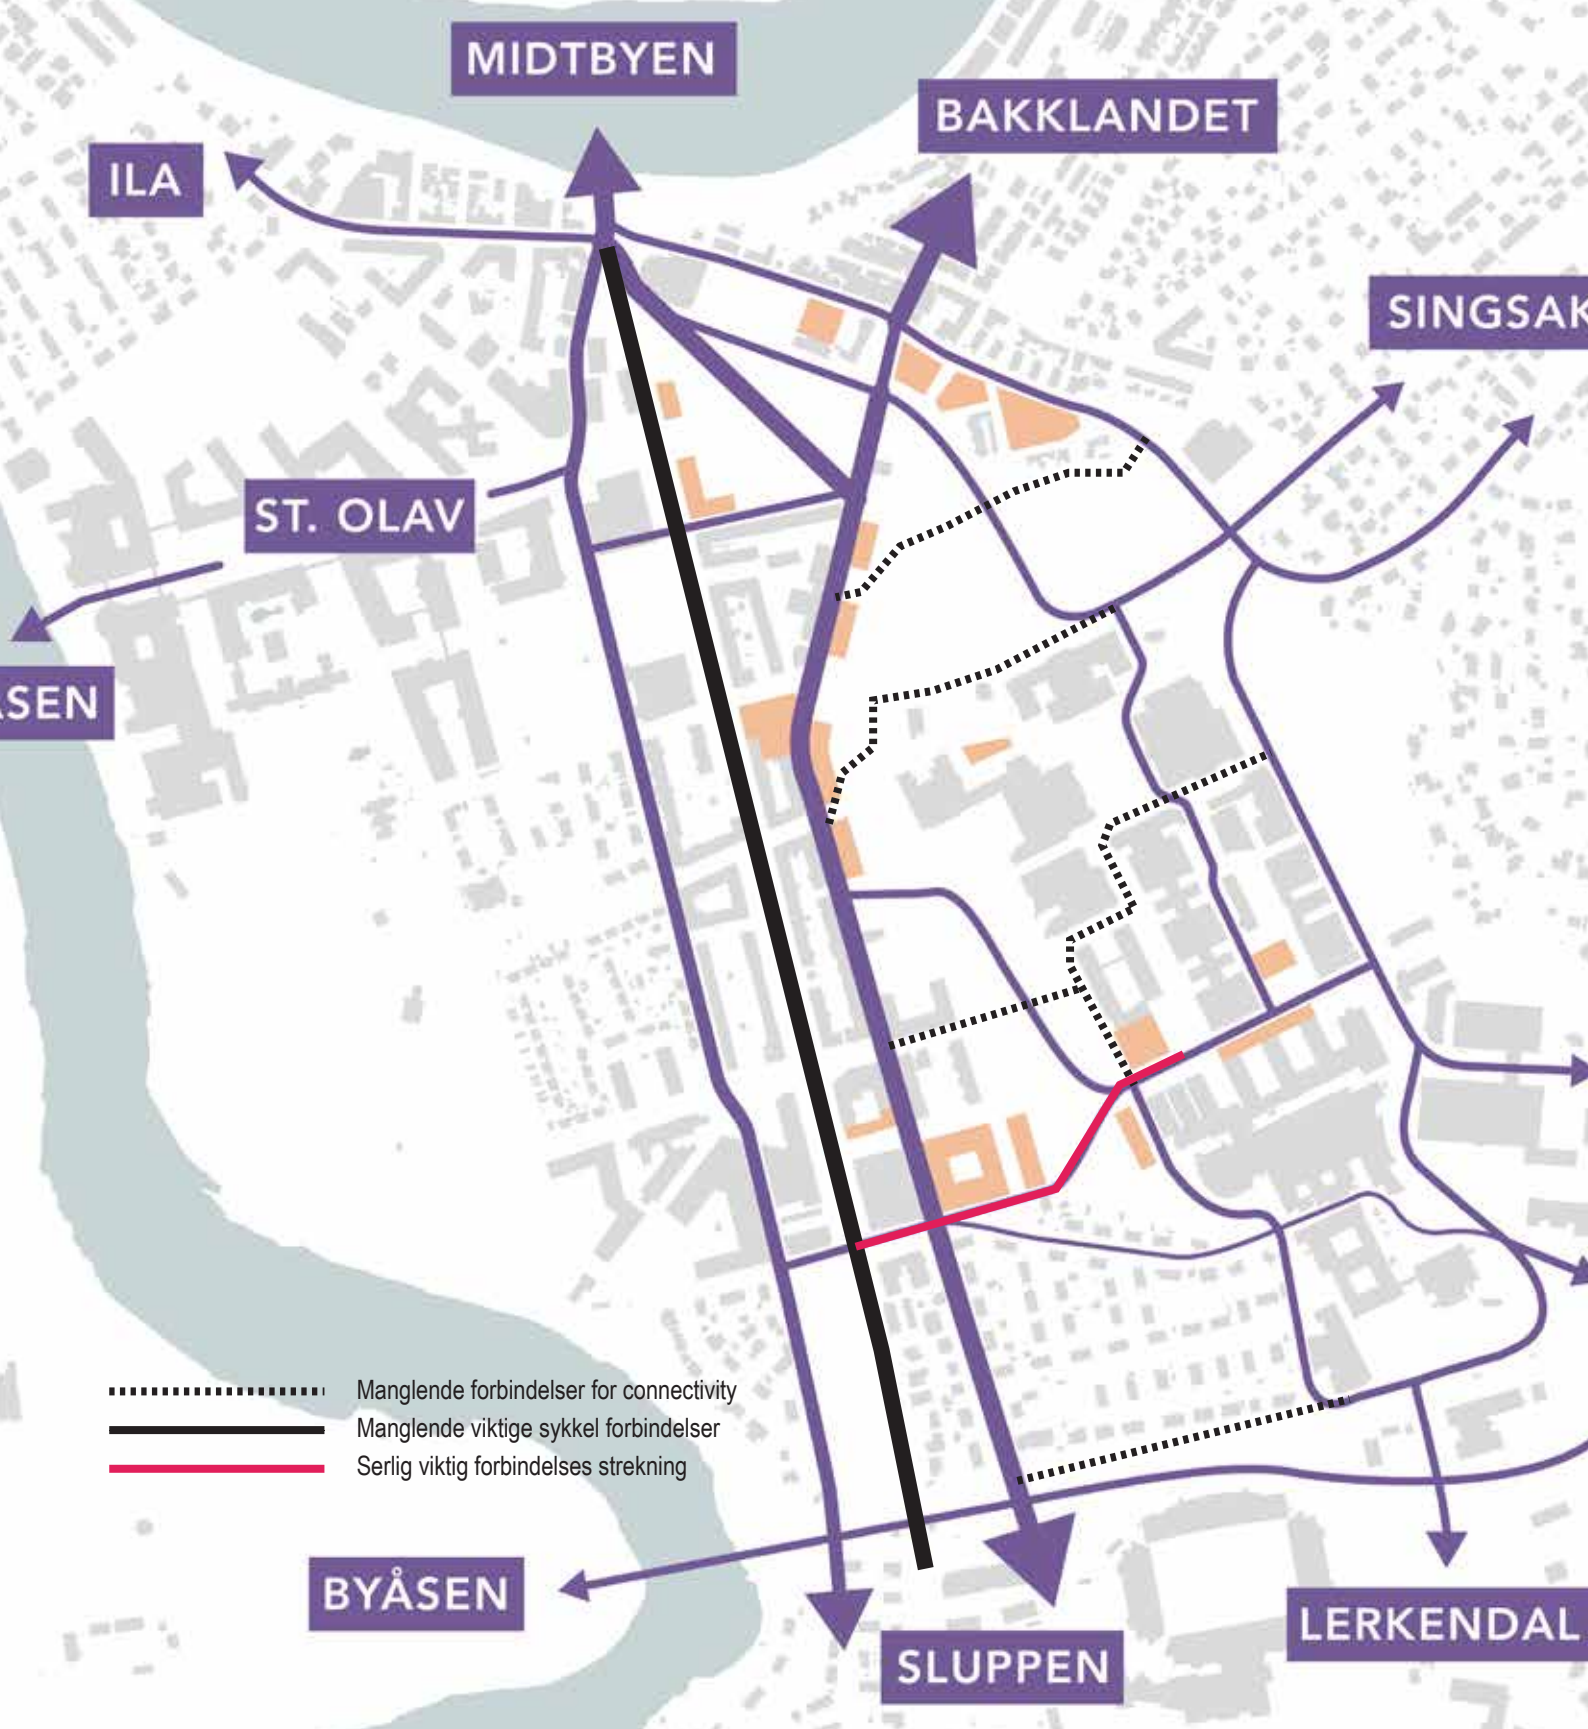 MIDTBYEN
BAKKLANDET
ILA
SINGSAK
ST. OLAV
ÅSEN
Manglende forbindelser for connectivity
Manglende viktige sykkel forbindelser
Serlig viktig forbindelses strekning
BYÅSEN
LERKENDAL
SLUPPEN